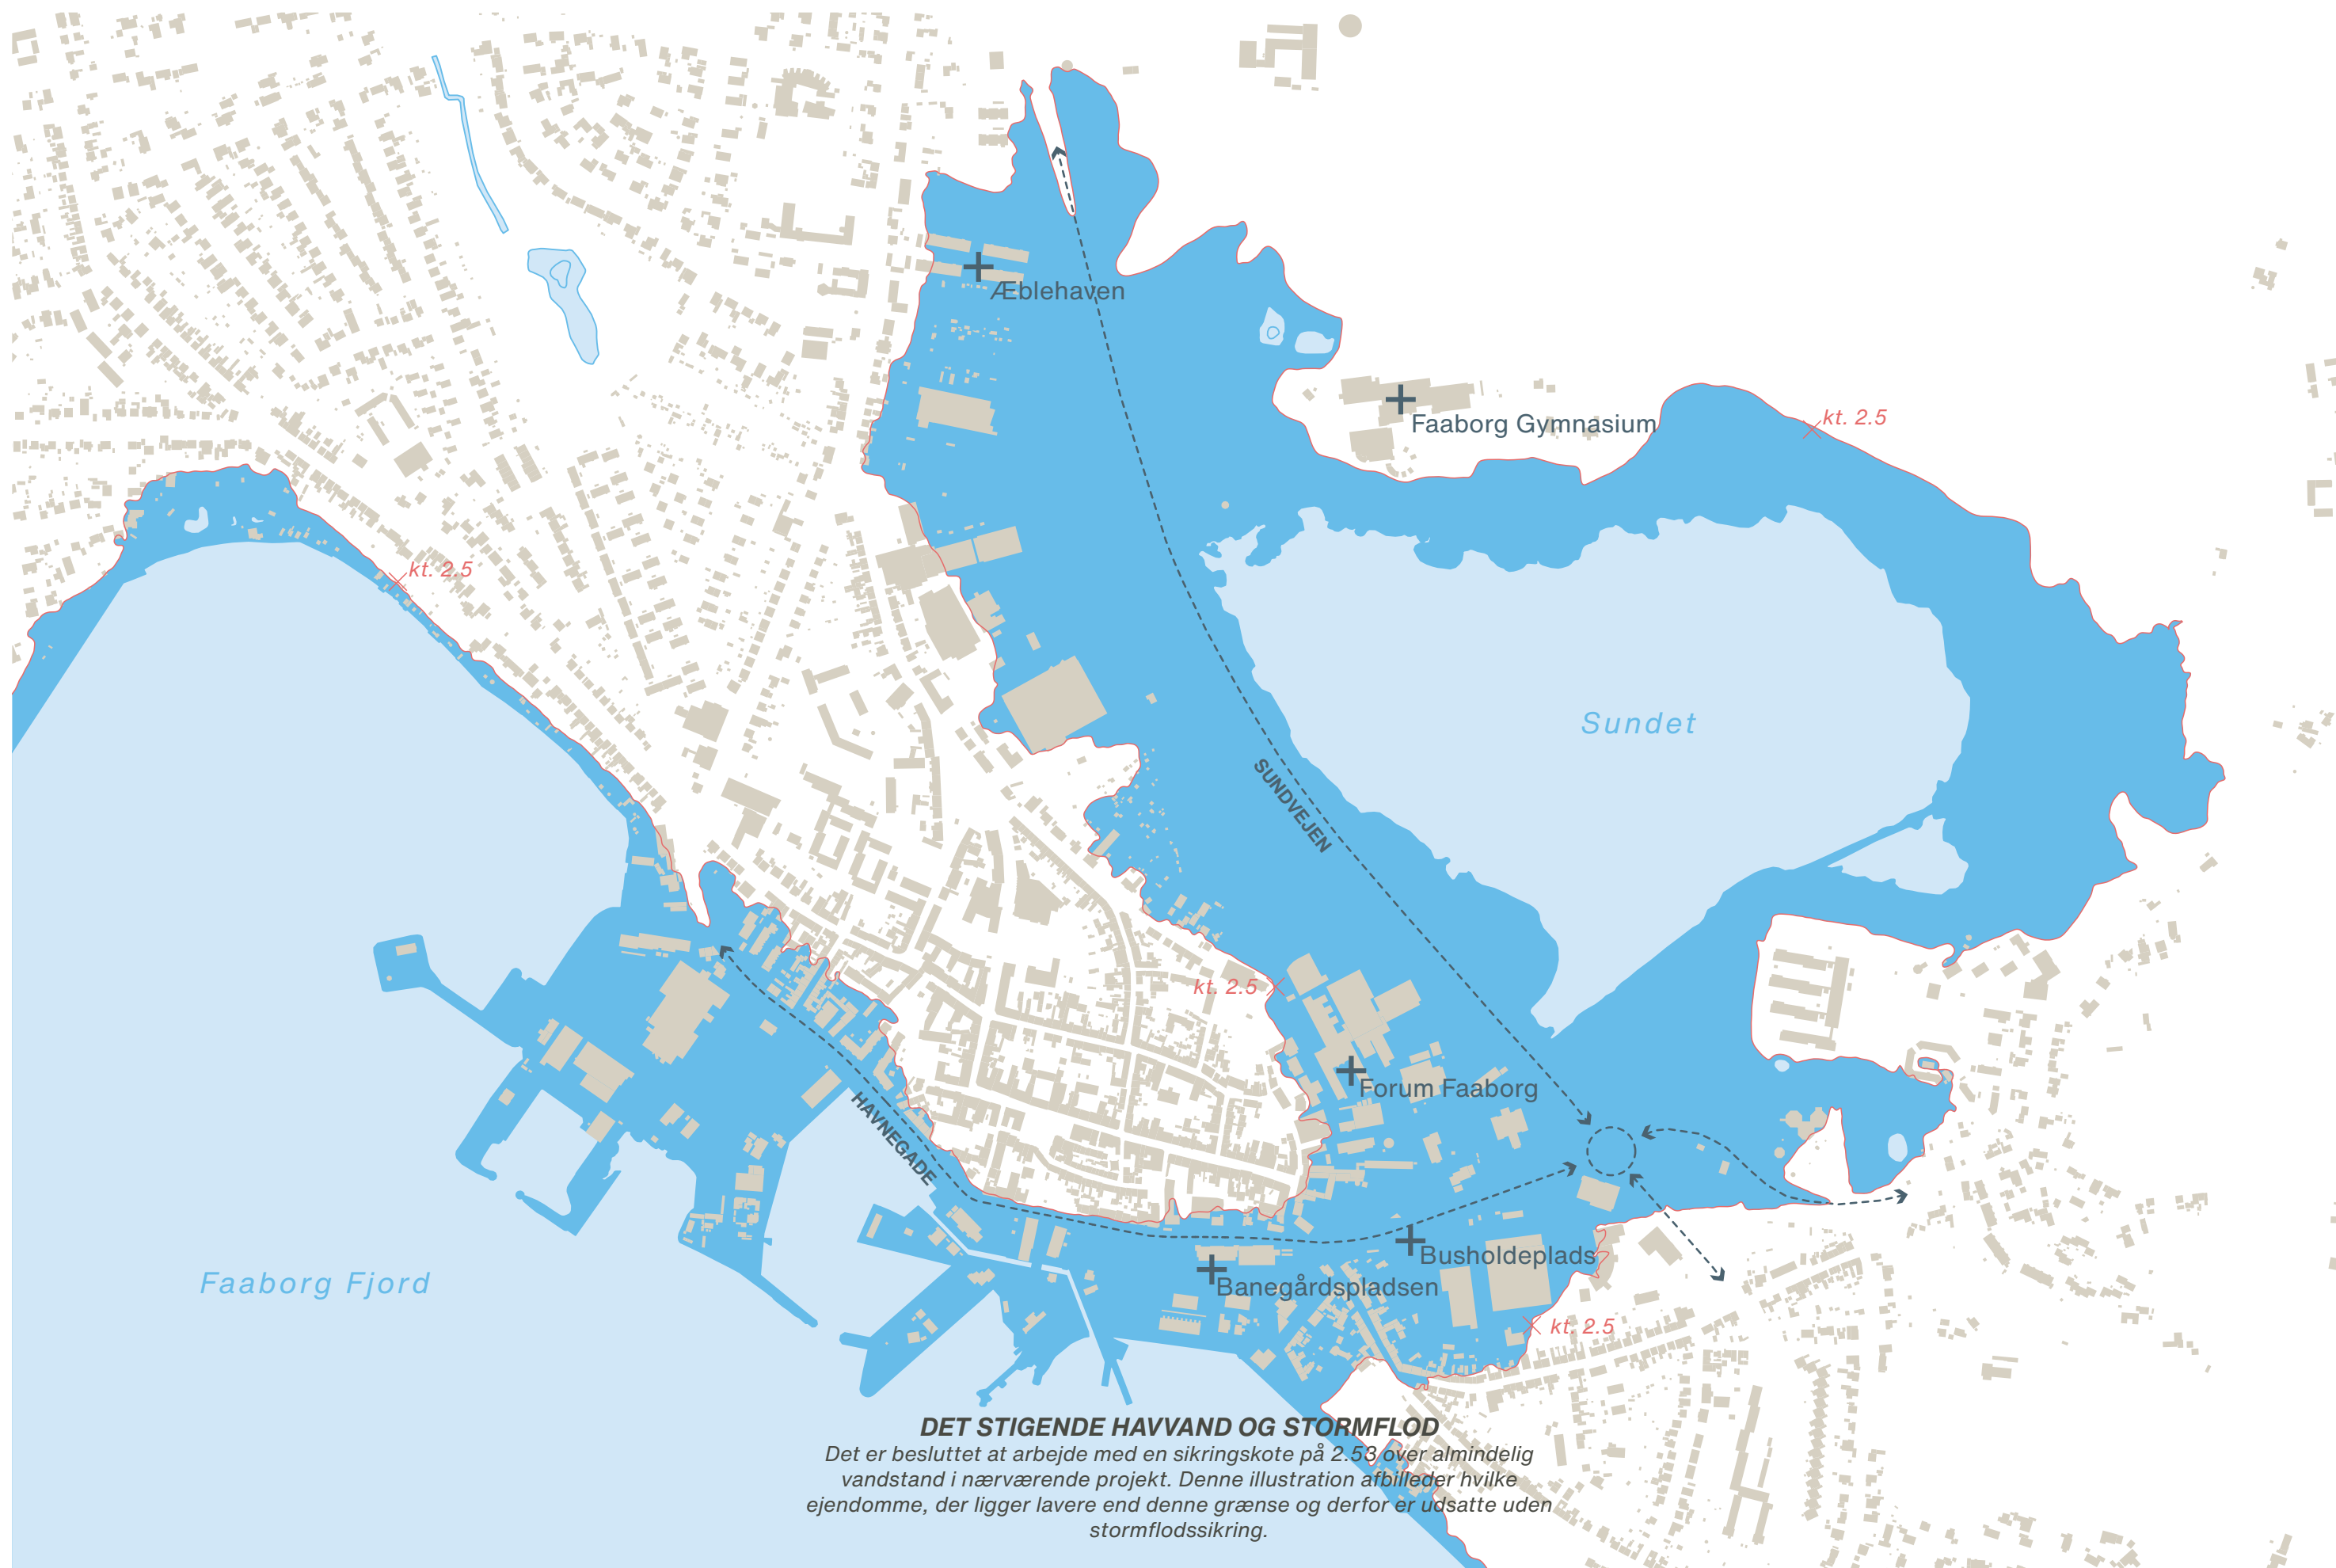 Æblehaven
kt. 2.5
Faaborg Gymnasium
kt. 2.5
Sundet
SUNDVEJEN
kt. 2.5
Forum Faaborg
HAVNEGADE
Busholdeplads
Faaborg Fjord
Banegårdspladsen
kt. 2.5
DET STIGENDE HAVVAND OG STORMFLOD
Det er besluttet at arbejde med en sikringskote på 2.53 over almindelig
vandstand i nærværende projekt. Denne illustration afbilleder hvilke
ejendomme, der ligger lavere end denne grænse og derfor er udsatte uden
stormflodssikring.